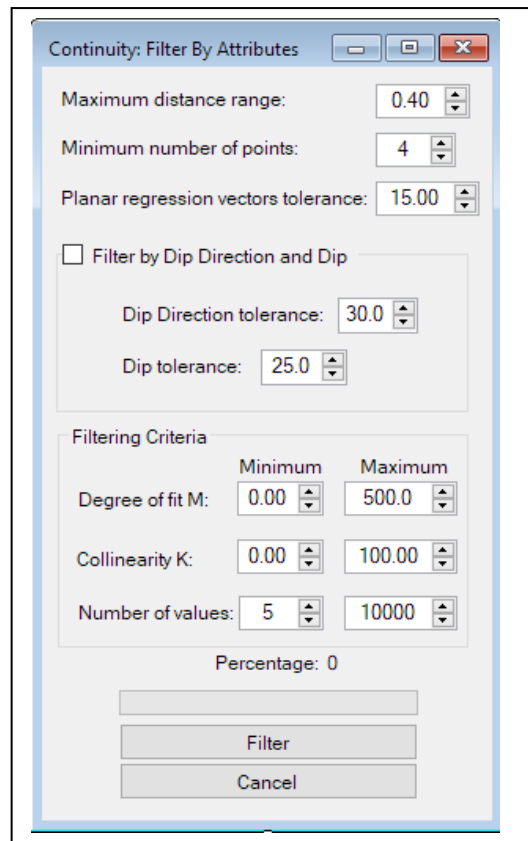 Continuity: Filter By Attributes
Maximum distance range: 0.40
Minimum number of points: 4
Planar regression vectors tolerance: 15.00
Filter by Dip Direction and Dip
Dip Direction tolerance: 30.0
Dip tolerance: 25.0
Filtering Criteria
Minimum Maximum
Degree of fit M: 0.00 500.0
Collinearity K: 0.00 100.00
Number of values: 5 10000
Percentage: 0
Filter
Cancel